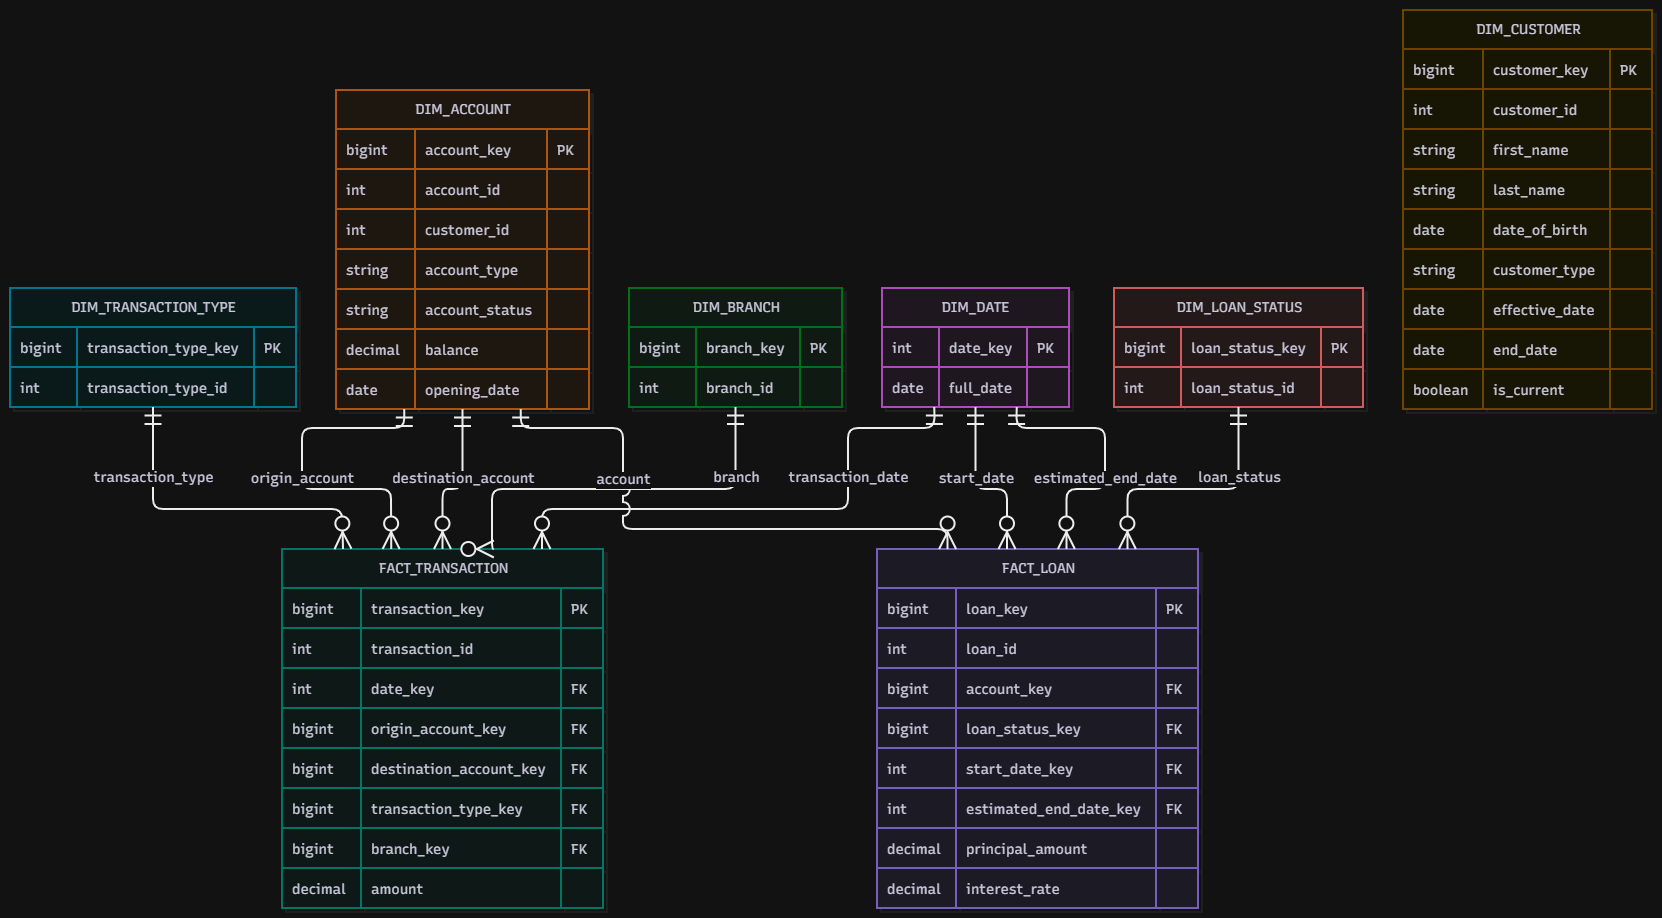 DIM_CUSTOMER
bigint customer_key PK
int customer_id
string first_name
string last_name
date date_of_birth
string customer_type
date effective_date
date end_date
boolean is_current
DIM_ACCOUNT
bigint account_key PK
int account_id
int customer_id
string account_type
string account_status
decimal balance
date opening_date
DIM_TRANSACTION_TYPE
bigint transaction_type_key PK
int transaction_type_id
DIM_BRANCH
bigint branch_key PK
int branch_id
DIM_DATE
int date_key PK
date full_date
DIM_LOAN_STATUS
bigint loan_status_key PK
int loan_status_id
transaction_type
origin_account
destination_account
account
branch
transaction_date
start_date
estimated_end_date
loan_status
FACT_TRANSACTION
bigint transaction_key PK
int transaction_id
int date_key FK
bigint origin_account_key FK
bigint destination_account_key FK
bigint transaction_type_key FK
bigint branch_key FK
decimal amount
FACT_LOAN
bigint loan_key PK
int loan_id
bigint account_key FK
bigint loan_status_key FK
int start_date_key FK
int estimated_end_date_key FK
decimal principal_amount
decimal interest_rate